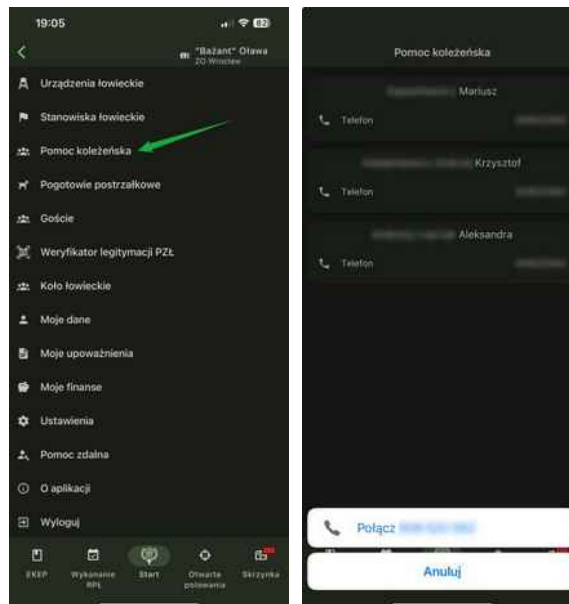 19:05
82
"Bażant" Oława
ZO Wrocław
Urządzenia łowieckie
Stanowiska łowieckie
Pomoc koleżeńska
Pogotowie postrzałkowe
Goście
Weryfikator legitymacji PZŁ
Koło łowieckie
Moje dane
Moje upoważnienia
Moje finanse
Ustawienia
Pomoc zdalna
O aplikacji
Wyloguj
EKEP
Wykonanie
RPL
Start
Otwarte
polowania
Skrzynka
Pomoc koleżeńska
Mariusz
Telefon
Krzysztof
Telefon
Aleksandra
Telefon
Połącz
Anuluj